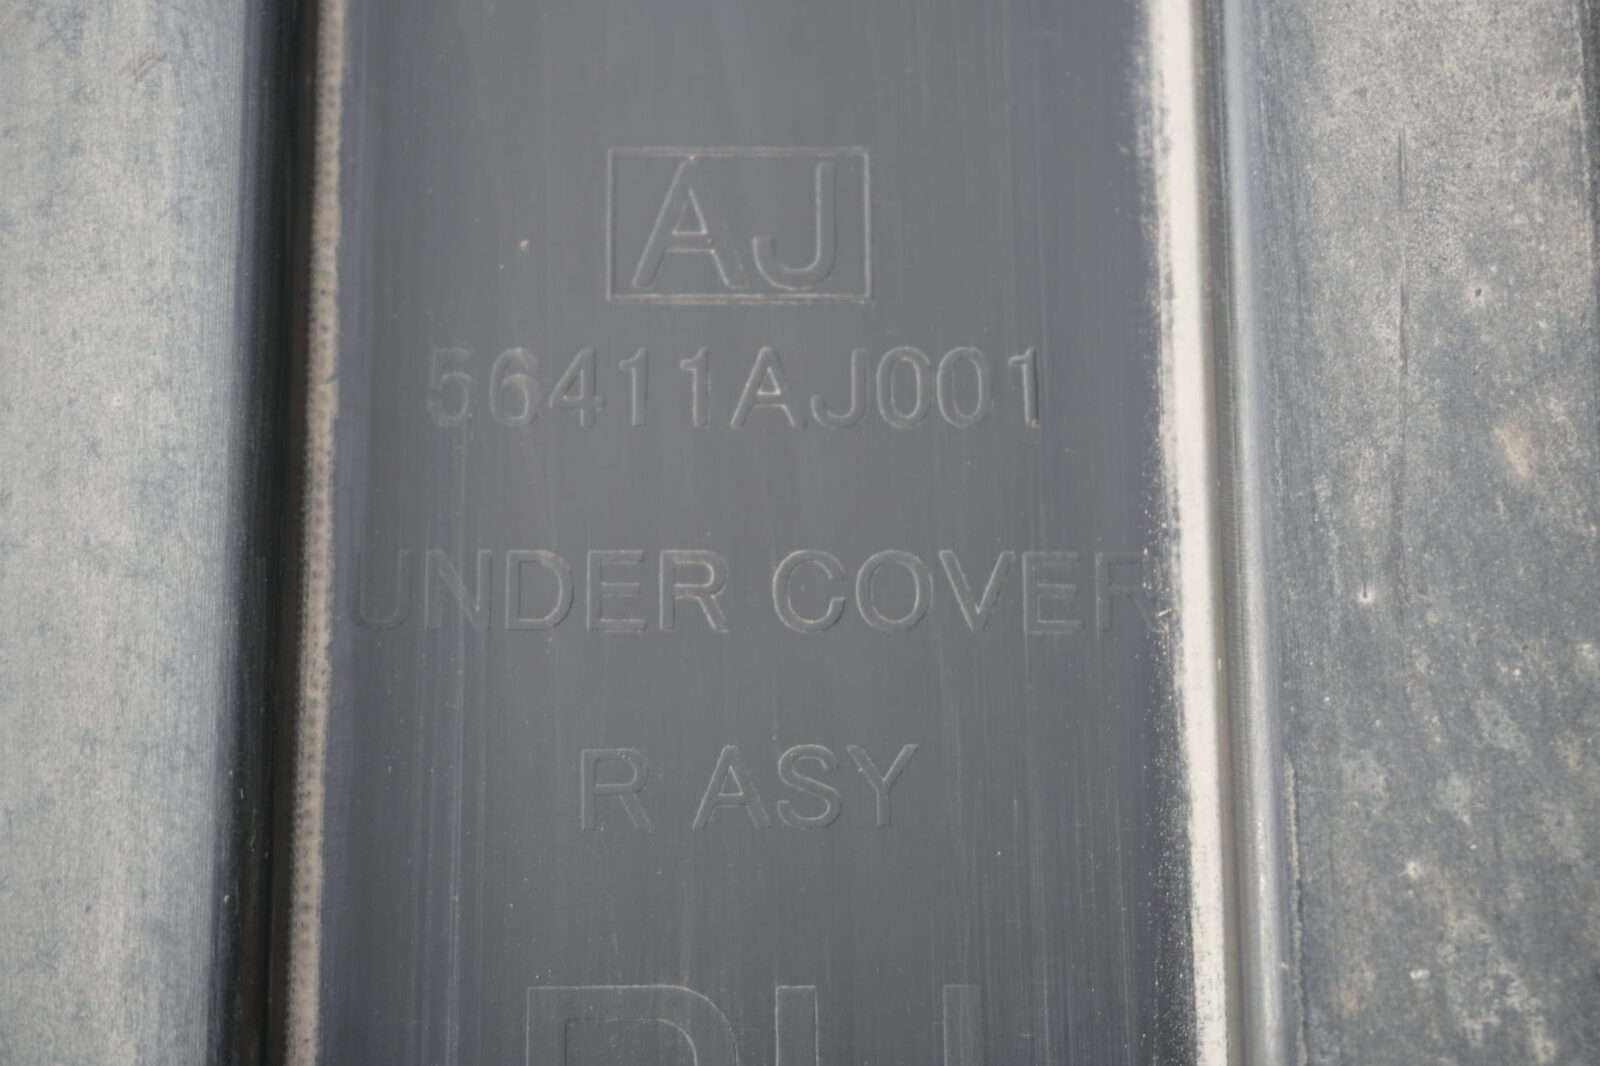 AJ
56411AJ001
UNDER COVER
R ASY